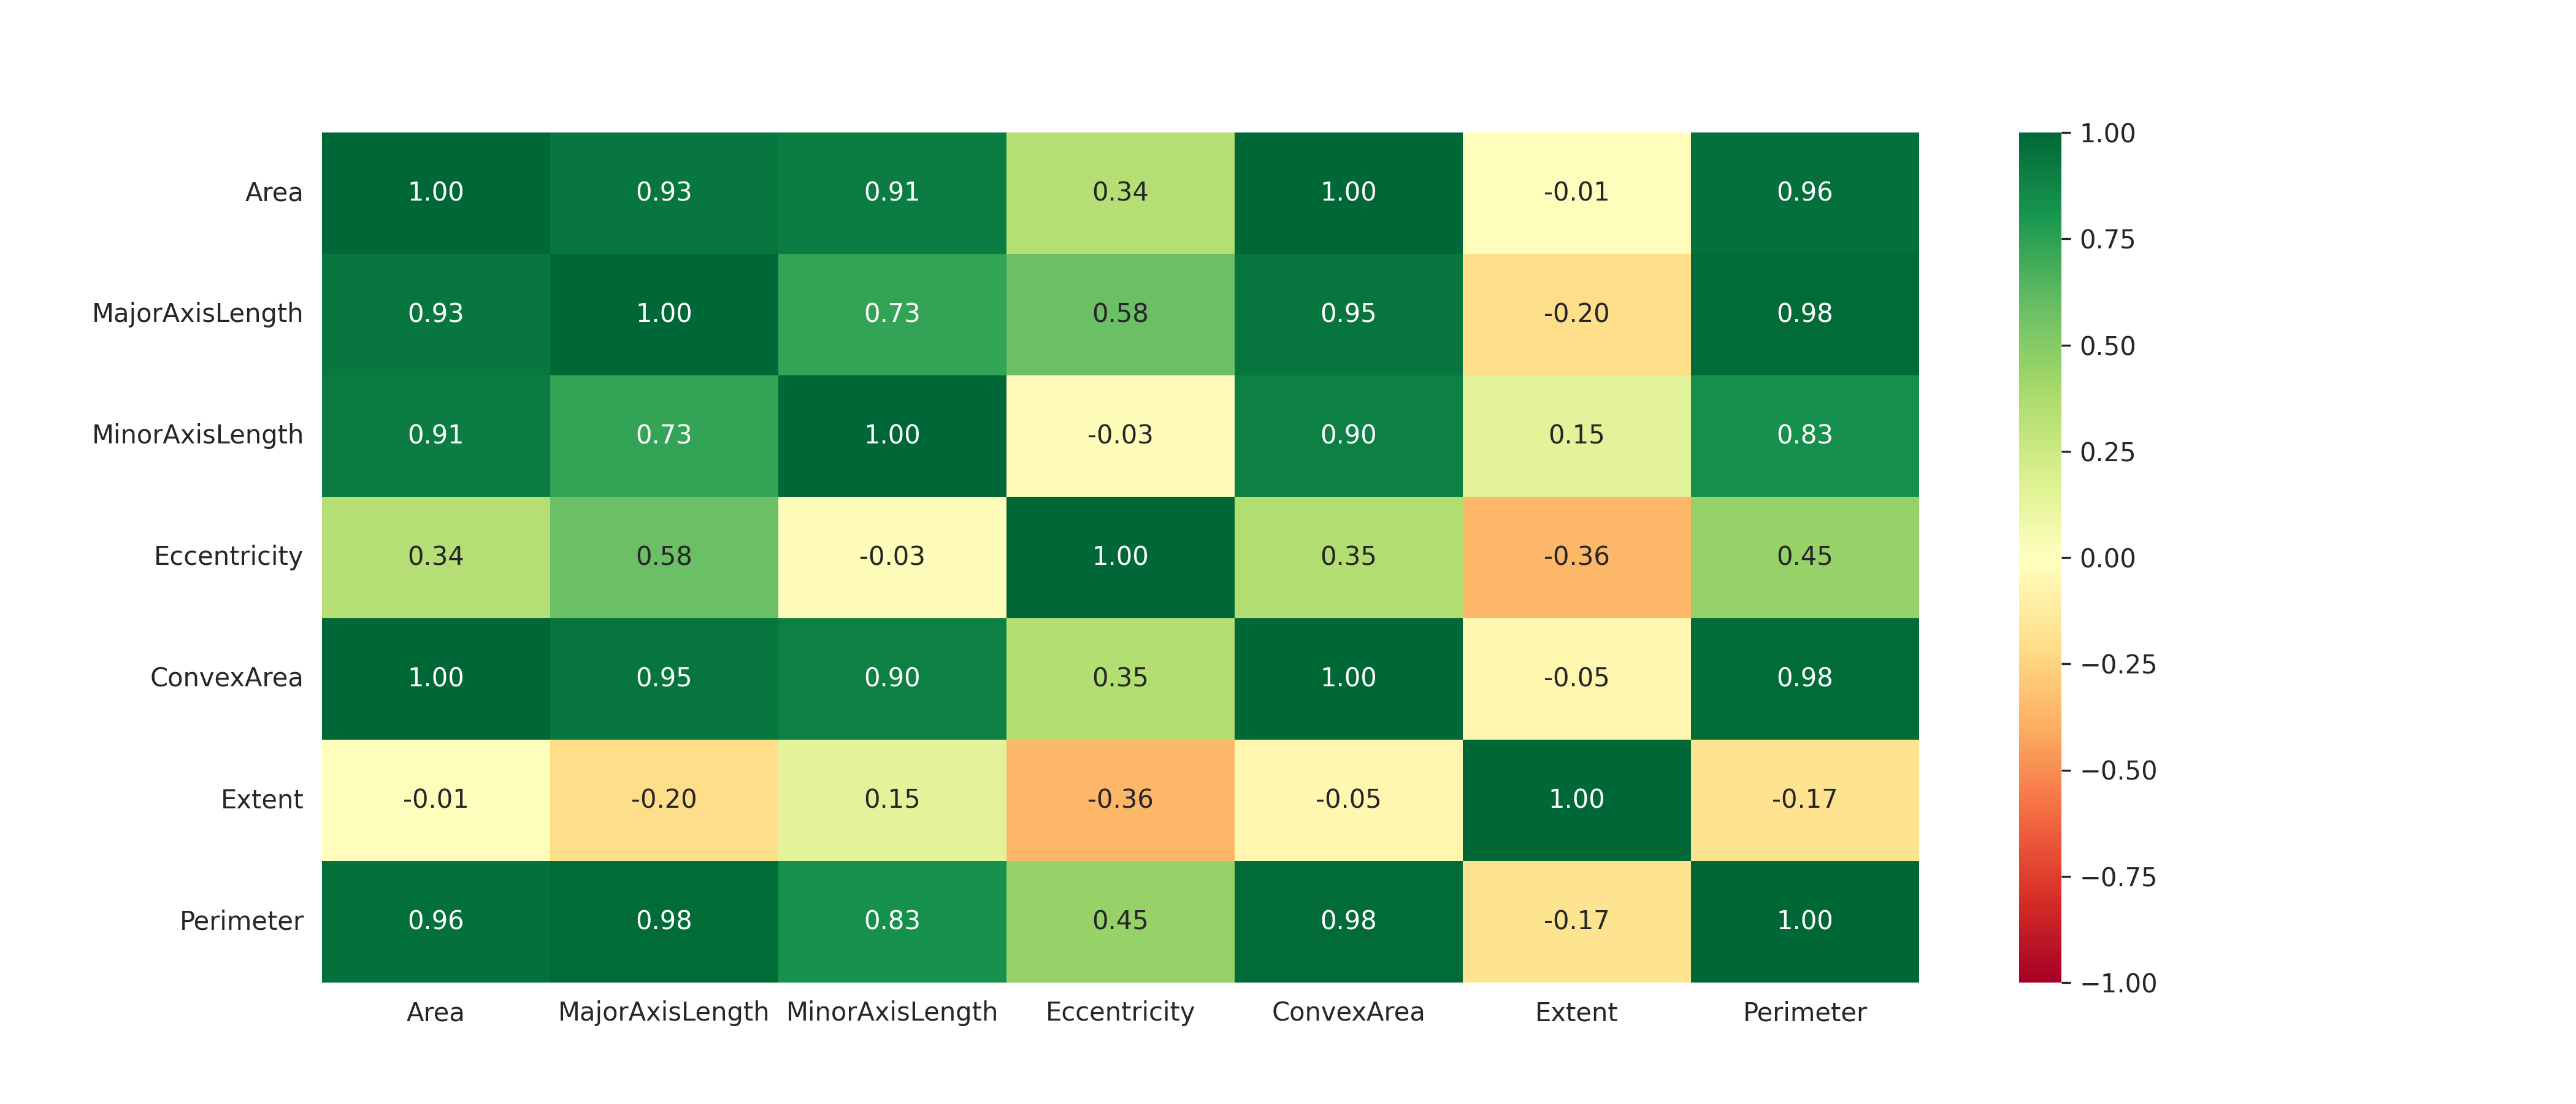 Area 1.00 0.93 0.91 0.34 1.00 -0.01 0.96
MajorAxisLength 0.93 1.00 0.73 0.58 0.95 -0.20 0.98
MinorAxisLength 0.91 0.73 1.00 -0.03 0.90 0.15 0.83
Eccentricity 0.34 0.58 -0.03 1.00 0.35 -0.36 0.45
ConvexArea 1.00 0.95 0.90 0.35 1.00 -0.05 0.98
Extent -0.01 -0.20 0.15 -0.36 -0.05 1.00 -0.17
Perimeter 0.96 0.98 0.83 0.45 0.98 -0.17 1.00
Area MajorAxisLength MinorAxisLength Eccentricity ConvexArea Extent Perimeter
1.00
0.75
0.50
0.25
0.00
−0.25
−0.50
−0.75
−1.00